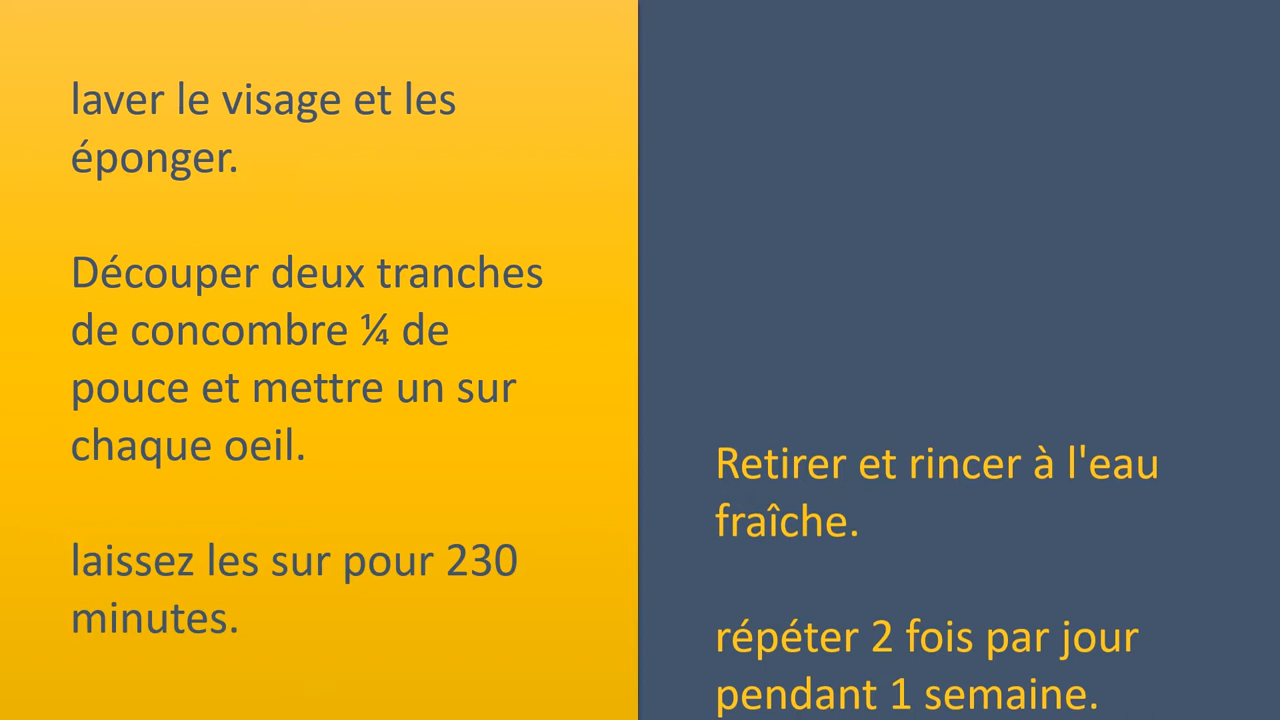 laver le visage et les
éponger.
Découper deux tranches
de concombre ¼ de
pouce et mettre un sur
chaque oeil.
laissez les sur pour 230
minutes.
Retirer et rincer à l'eau
fraîche.
répéter 2 fois par jour
pendant 1 semaine.